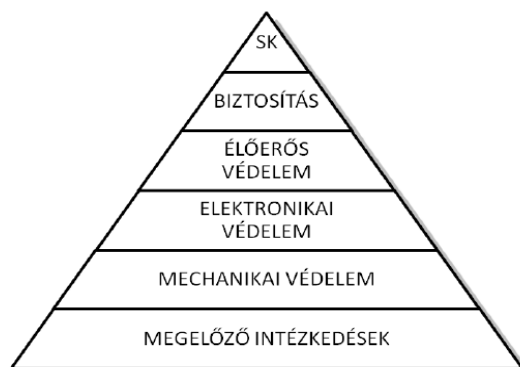 SK
BIZTOSÍTÁS
ÉLŐERŐS
VÉDELEM
ELEKTRONIKAI
VÉDELEM
MECHANIKAI VÉDELEM
MEGELŐZŐ INTÉZKEDÉSEK